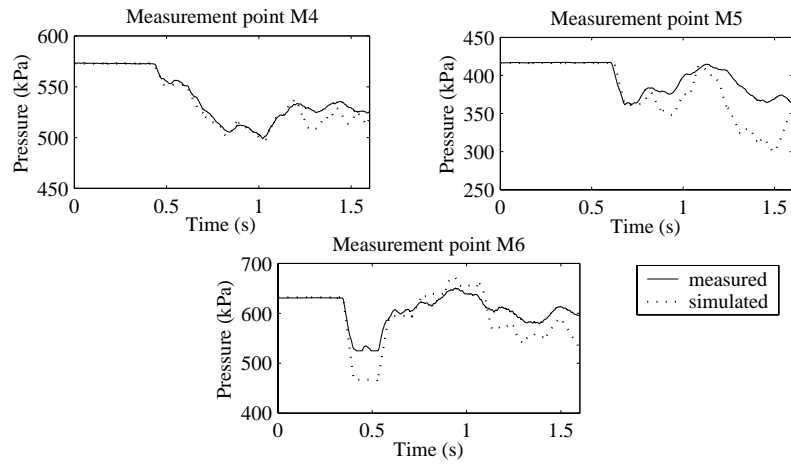 Measurement point M4
600
550
500
450
0
0.5
1
1.5
Pressure (kPa)
Time (s)
Measurement point M5
450
400
350
300
250
0
0.5
1
1.5
Pressure (kPa)
Time (s)
Measurement point M6
700
600
500
400
0
0.5
1
1.5
Pressure (kPa)
Time (s)
measured
simulated